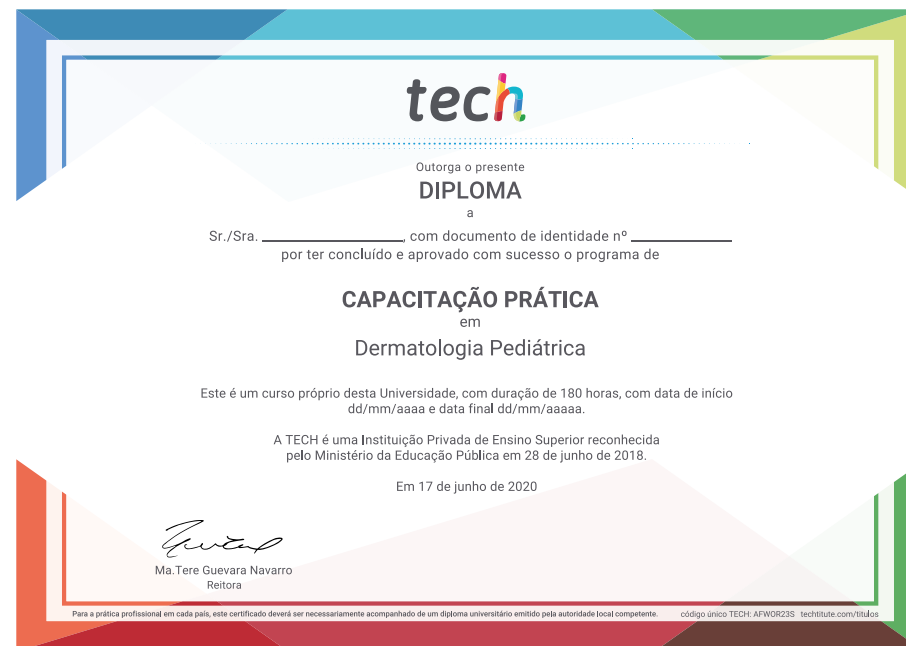 tech
Outorga o presente
DIPLOMA
a
Sr./Sra. ____________________, com documento de identidade nº ______________
por ter concluído e aprovado com sucesso o programa de
CAPACITAÇÃO PRÁTICA
em
Dermatologia Pediátrica
Este é um curso próprio desta Universidade, com duração de 180 horas, com data de início
dd/mm/aaaa e data final dd/mm/aaaaa.
A TECH é uma Instituição Privada de Ensino Superior reconhecida
pelo Ministério da Educação Pública em 28 de junho de 2018.
Em 17 de junho de 2020
Ma.Tere Guevara Navarro
Reitora
Para a prática profissional em cada país, este certificado deverá ser necessariamente acompanhado de um diploma universitário emitido pela autoridade local competente. código único TECH: AFWOR23S techtitute.com/titulos